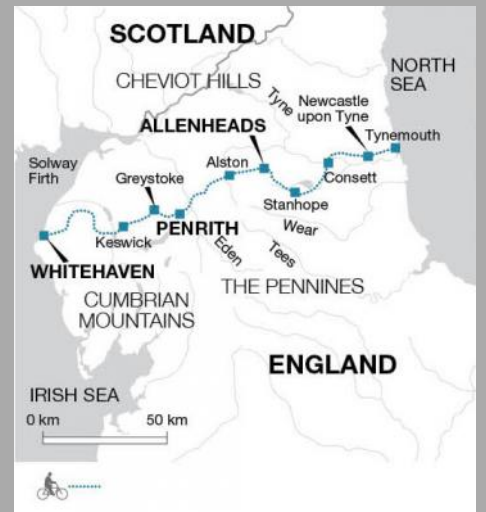 SCOTLAND
NORTH
SEA
CHEVIOT HILLS
Tyne
Newcastle
upon Tyne
Tynemouth
ALLENHEADS
Solway
Firth
Alston
Greystoke
Consett
Stanhope
Keswick
PENRITH
Wear
Eden
Tees
WHITEHAVEN
THE PENNINES
CUMBRIAN
MOUNTAINS
ENGLAND
IRISH SEA
0 km
50 km